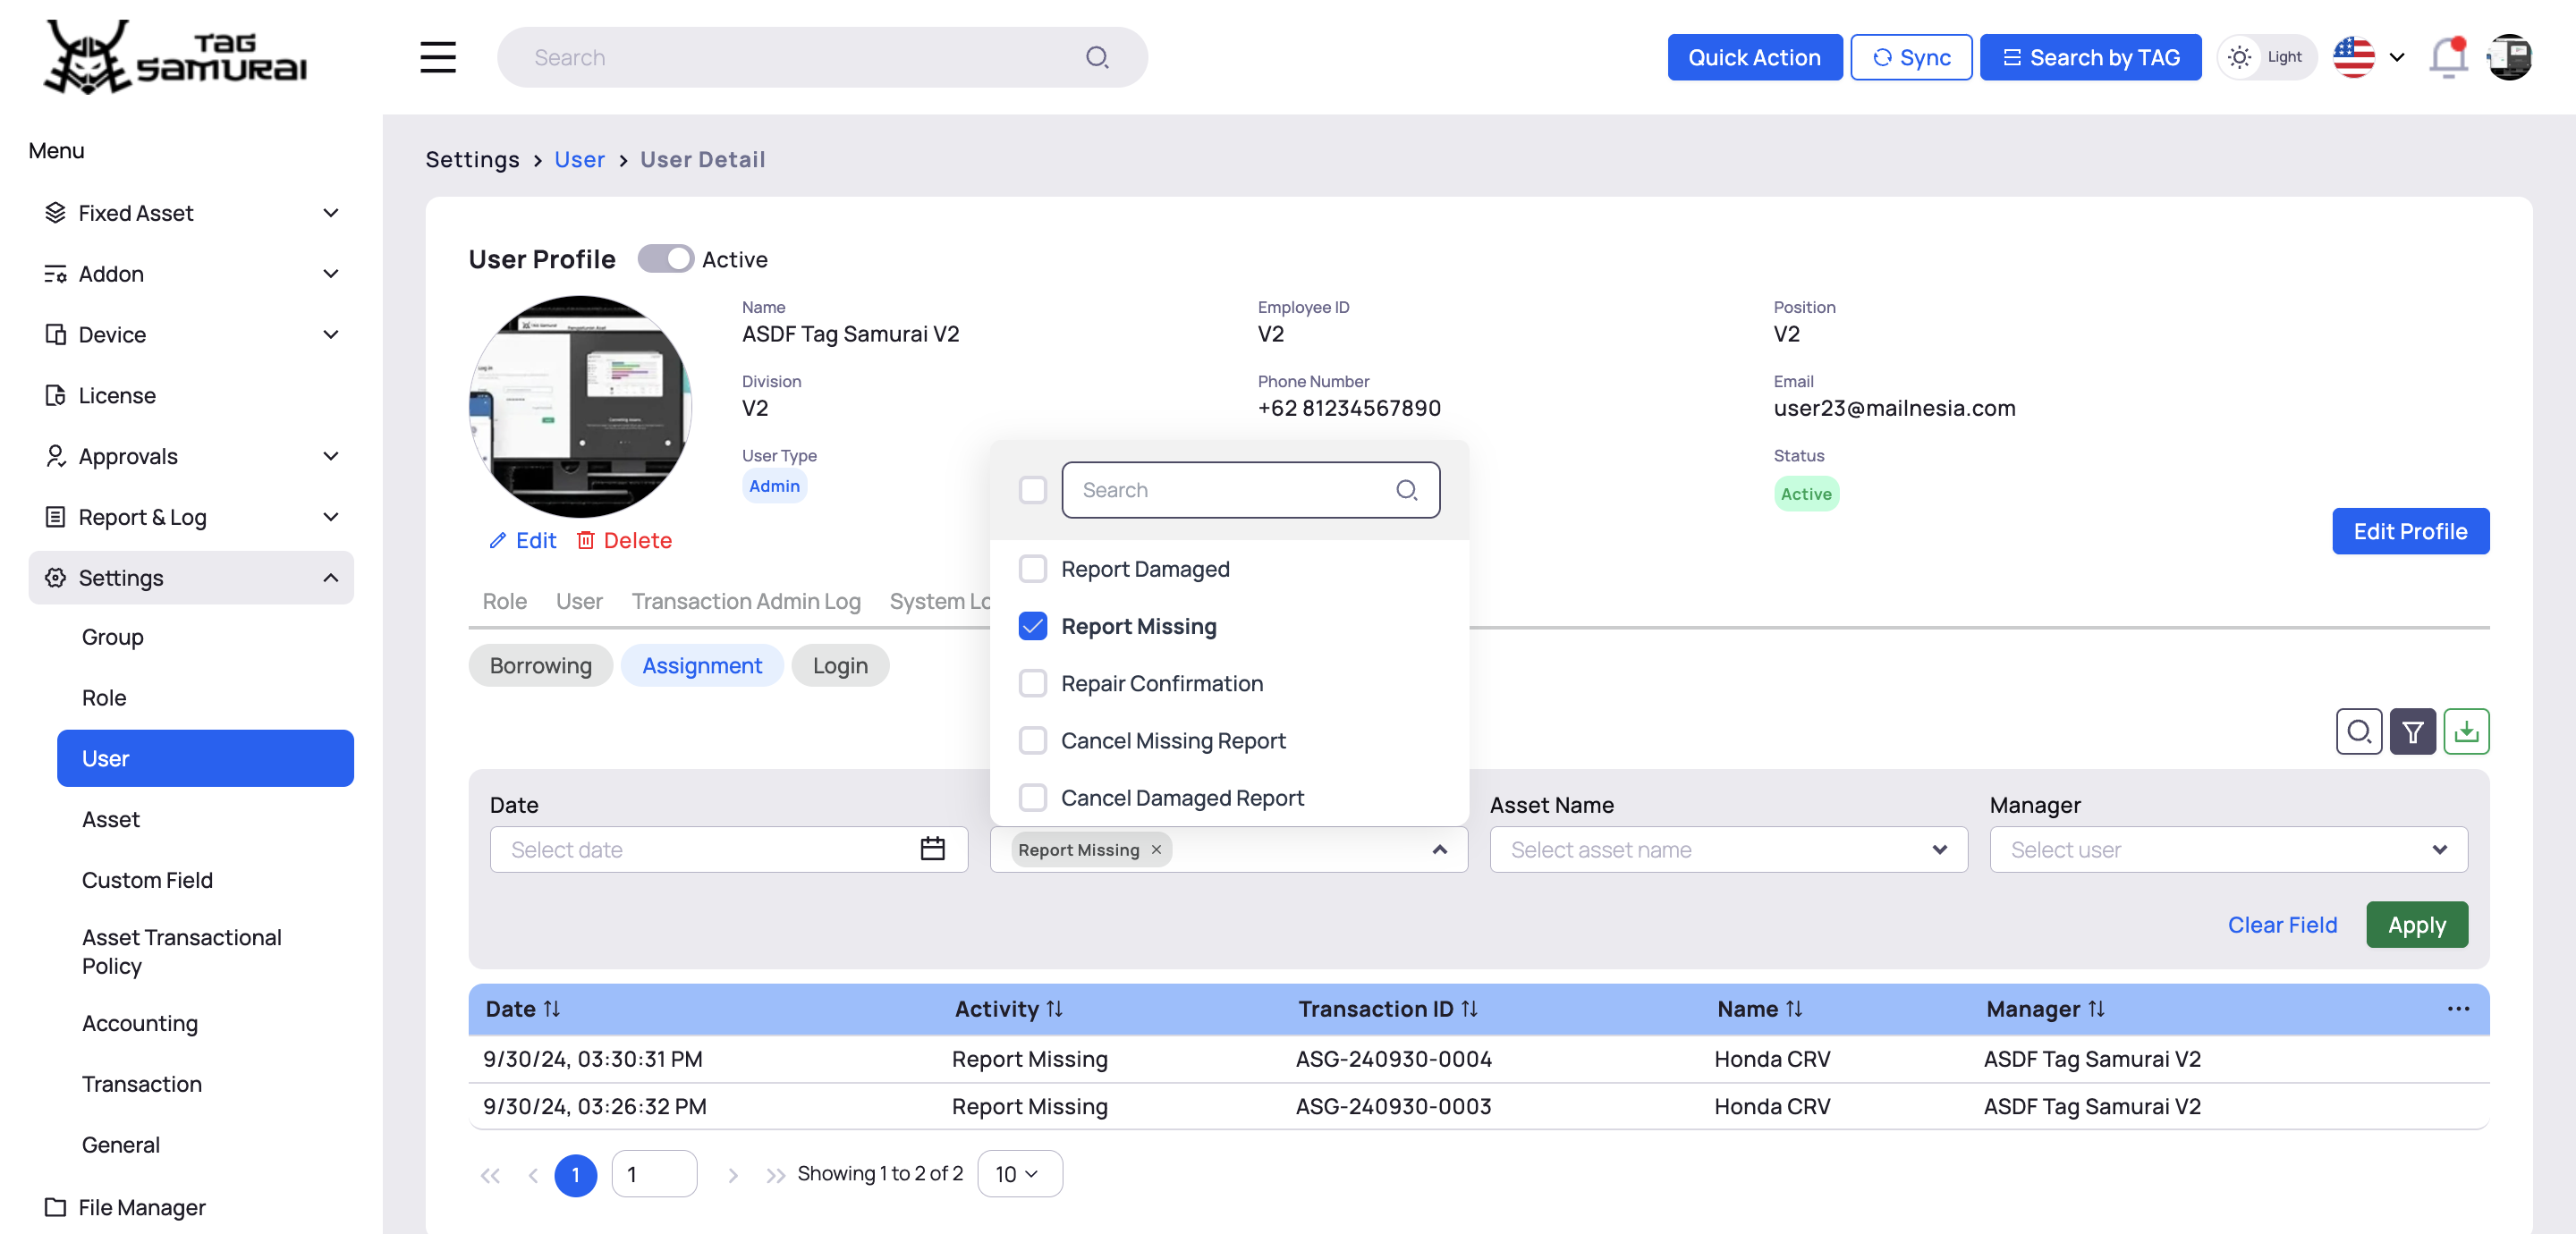 TAG
SAMURAI
Search
Quick Action
Sync
Search by TAG
Light
Menu
Fixed Asset
Addon
Device
License
Approvals
Report & Log
Settings
Group
Role
User
Asset
Custom Field
Asset Transactional
Policy
Accounting
Transaction
General
File Manager
Settings > User > User Detail
User Profile
Active
Name
ASDF Tag Samurai V2
Employee ID
V2
Position
V2
Division
V2
Phone Number
+62 81234567890
Email
user23@mailnesia.com
User Type
Admin
Status
Active
Edit
Delete
Edit Profile
Role
User
Transaction Admin Log
System Lo
Borrowing
Assignment
Login
Search
Report Damaged
Report Missing
Repair Confirmation
Cancel Missing Report
Cancel Damaged Report
Date
Select date
Report Missing ×
Asset Name
Select asset name
Manager
Select user
Clear Field
Apply
Date Activity Transaction ID Name Manager ...
9/30/24, 03:30:31 PM Report Missing ASG-240930-0004 Honda CRV ASDF Tag Samurai V2
9/30/24, 03:26:32 PM Report Missing ASG-240930-0003 Honda CRV ASDF Tag Samurai V2
1 1 Showing 1 to 2 of 2 10